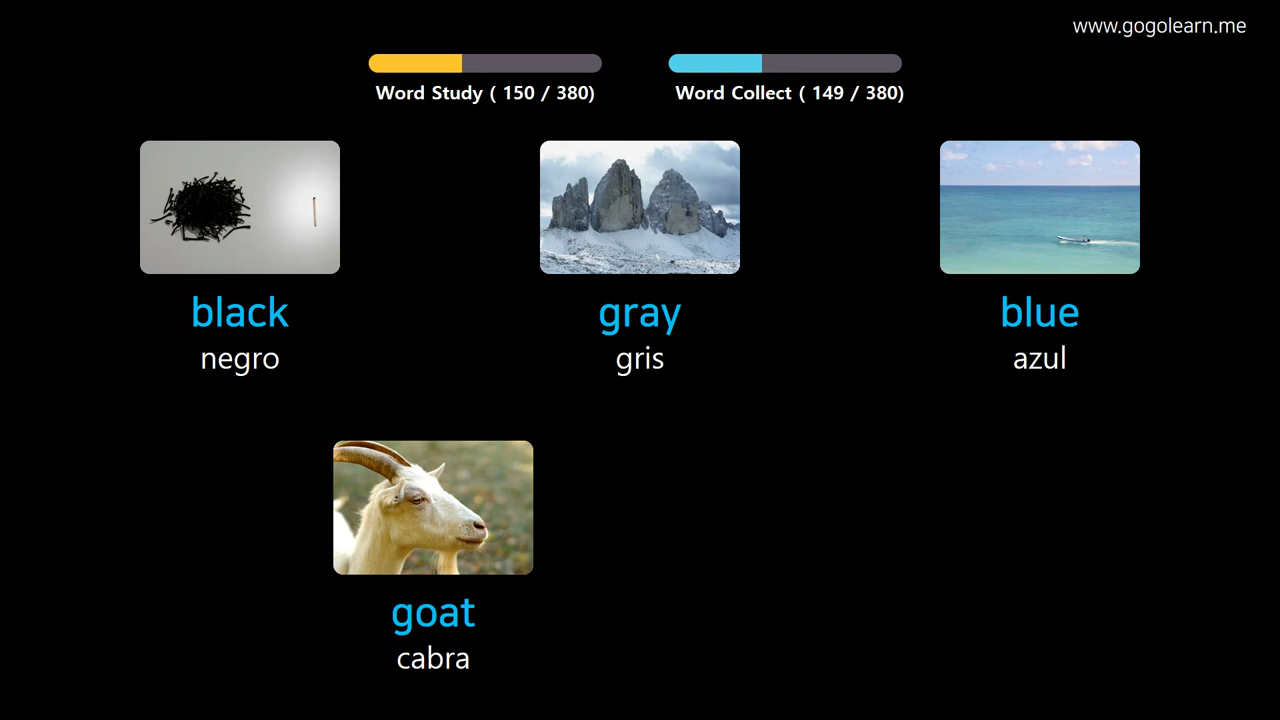 www.gogolearn.me
Word Study ( 150 / 380)
Word Collect ( 149 / 380)
black
negro
gray
gris
blue
azul
goat
cabra